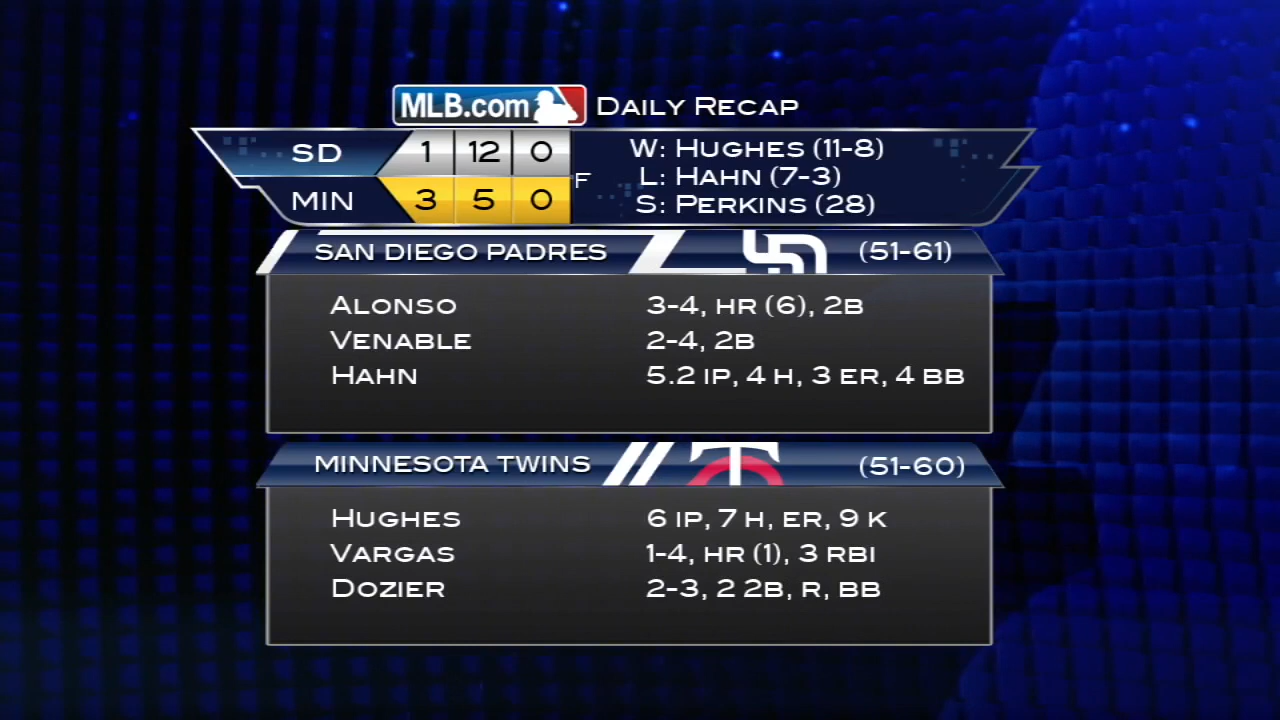 MLB.com DAILY RECAP
SD 1 12 0
MIN 3 5 0
F
W: HUGHES (11-8)
L: HAHN (7-3)
S: PERKINS (28)
SAN DIEGO PADRES SD (51-61)
ALONSO 3-4, HR (6), 2B
VENABLE 2-4, 2B
HAHN 5.2 IP, 4 H, 3 ER, 4 BB
MINNESOTA TWINS T (51-60)
HUGHES 6 IP, 7 H, ER, 9 K
VARGAS 1-4, HR (1), 3 RBI
DOZIER 2-3, 2 2B, R, BB